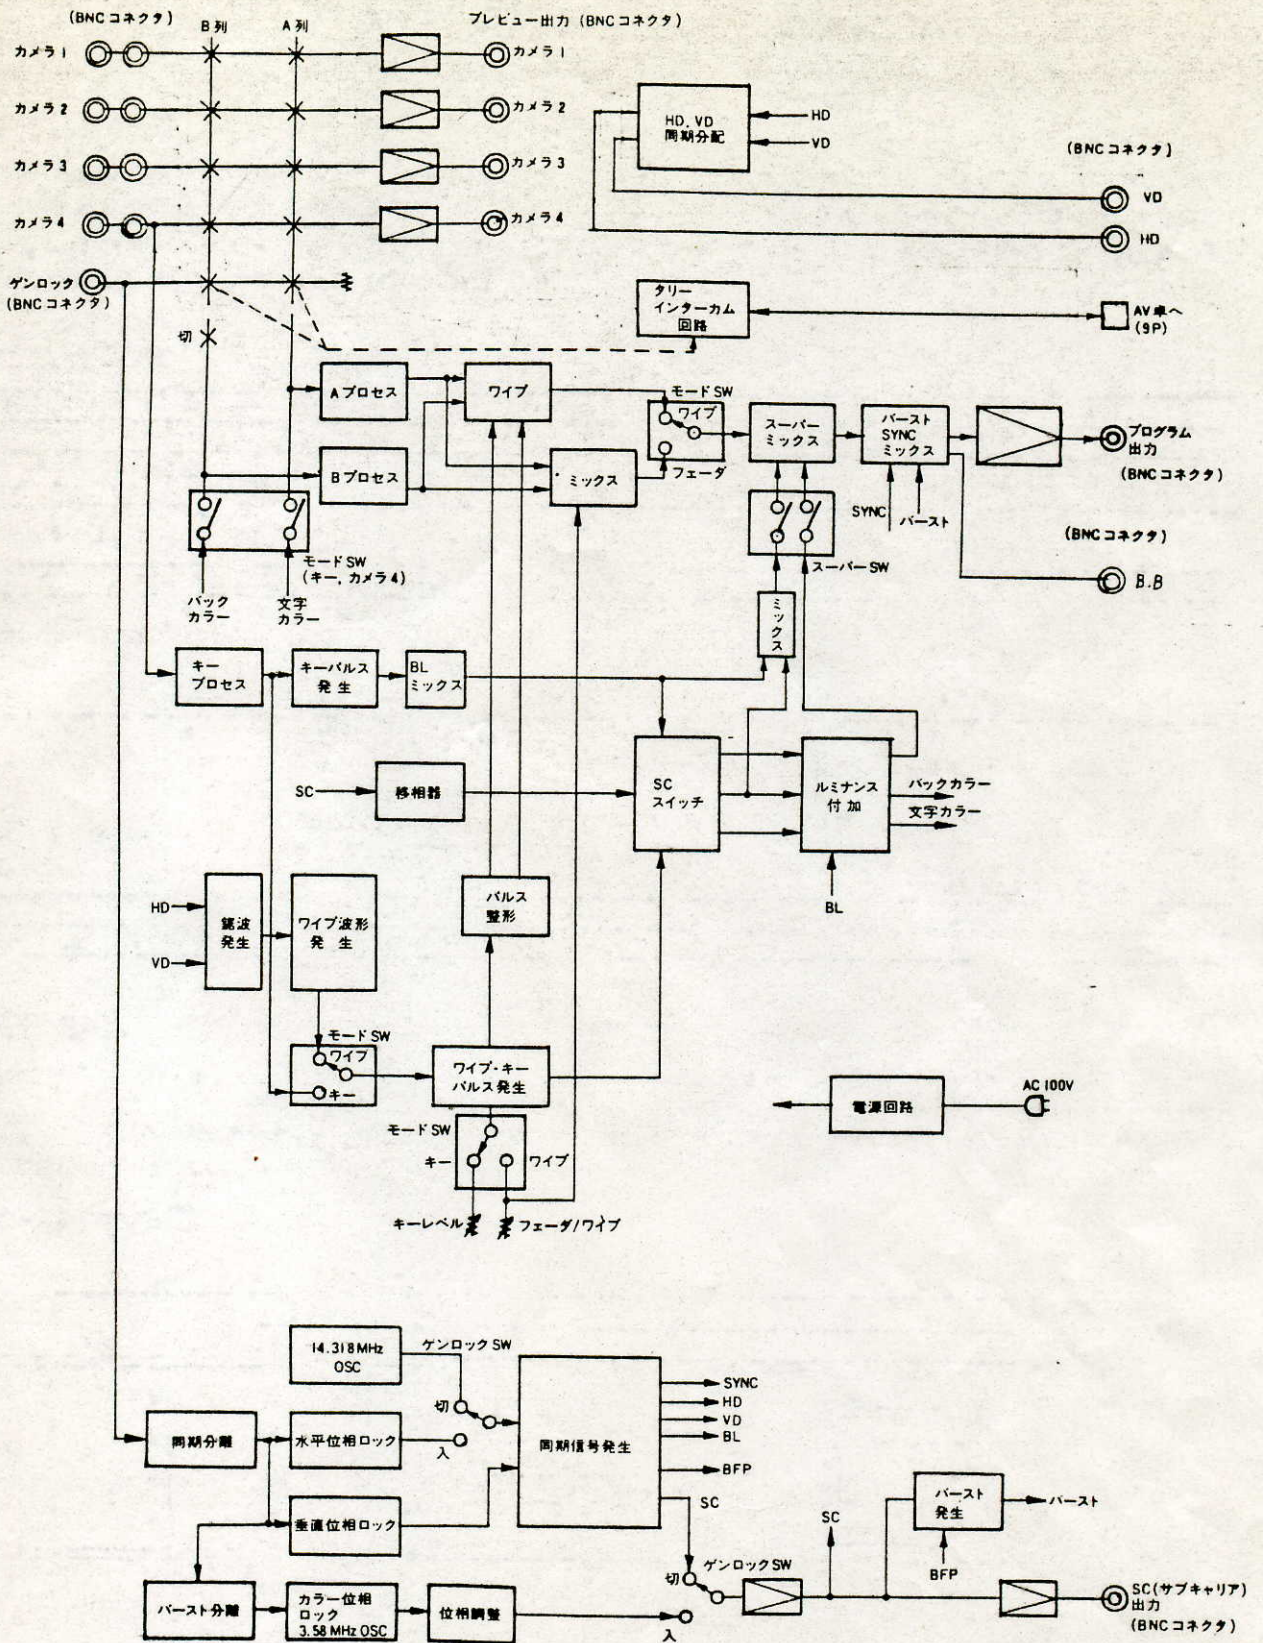 (BNCコネクタ)
B列
A列
プレビュー出力 (BNCコネクタ)
カメラ1
カメラ1
カメラ2
カメラ2
カメラ3
カメラ3
カメラ4
カメラ4
ゲンロック
(BNCコネクタ)
HD, VD
同期分配
HD
VD
(BNCコネクタ)
VD
HD
タリー
インターカム
回路
AV卓へ
(9P)
切
Aプロセス
ワイプ
モードSW
ワイプ
フェーダ
スーパー
ミックス
バースト
SYNC
ミックス
プログラム
出力
(BNCコネクタ)
Bプロセス
ミックス
SYNC
バースト
(BNCコネクタ)
B.B
モードSW
(キー, カメラ4)
スーパーSW
バック
カラー
文字
カラー
ミックス
キー
プロセス
キーパルス
発生
BL
ミックス
SC
移相器
SC
スイッチ
ルミナンス
付加
バックカラー
文字カラー
BL
HD
VD
鋸波
発生
ワイプ波形
発生
パルス
整形
モードSW
ワイプ
キー
ワイプ・キー
パルス発生
モードSW
キー
ワイプ
キーレベル
フェーダ/ワイプ
電源回路
AC 100V
14.318MHz
OSC
ゲンロックSW
切
入
同期分離
水平位相ロック
同期信号発生
SYNC
HD
VD
BL
BFP
SC
垂直位相ロック
バースト分離
カラー位相
ロック
3.58MHz OSC
位相調整
ゲンロックSW
切
入
SC
バースト
発生
バースト
BFP
SC(サブキャリア)
出力
(BNCコネクタ)